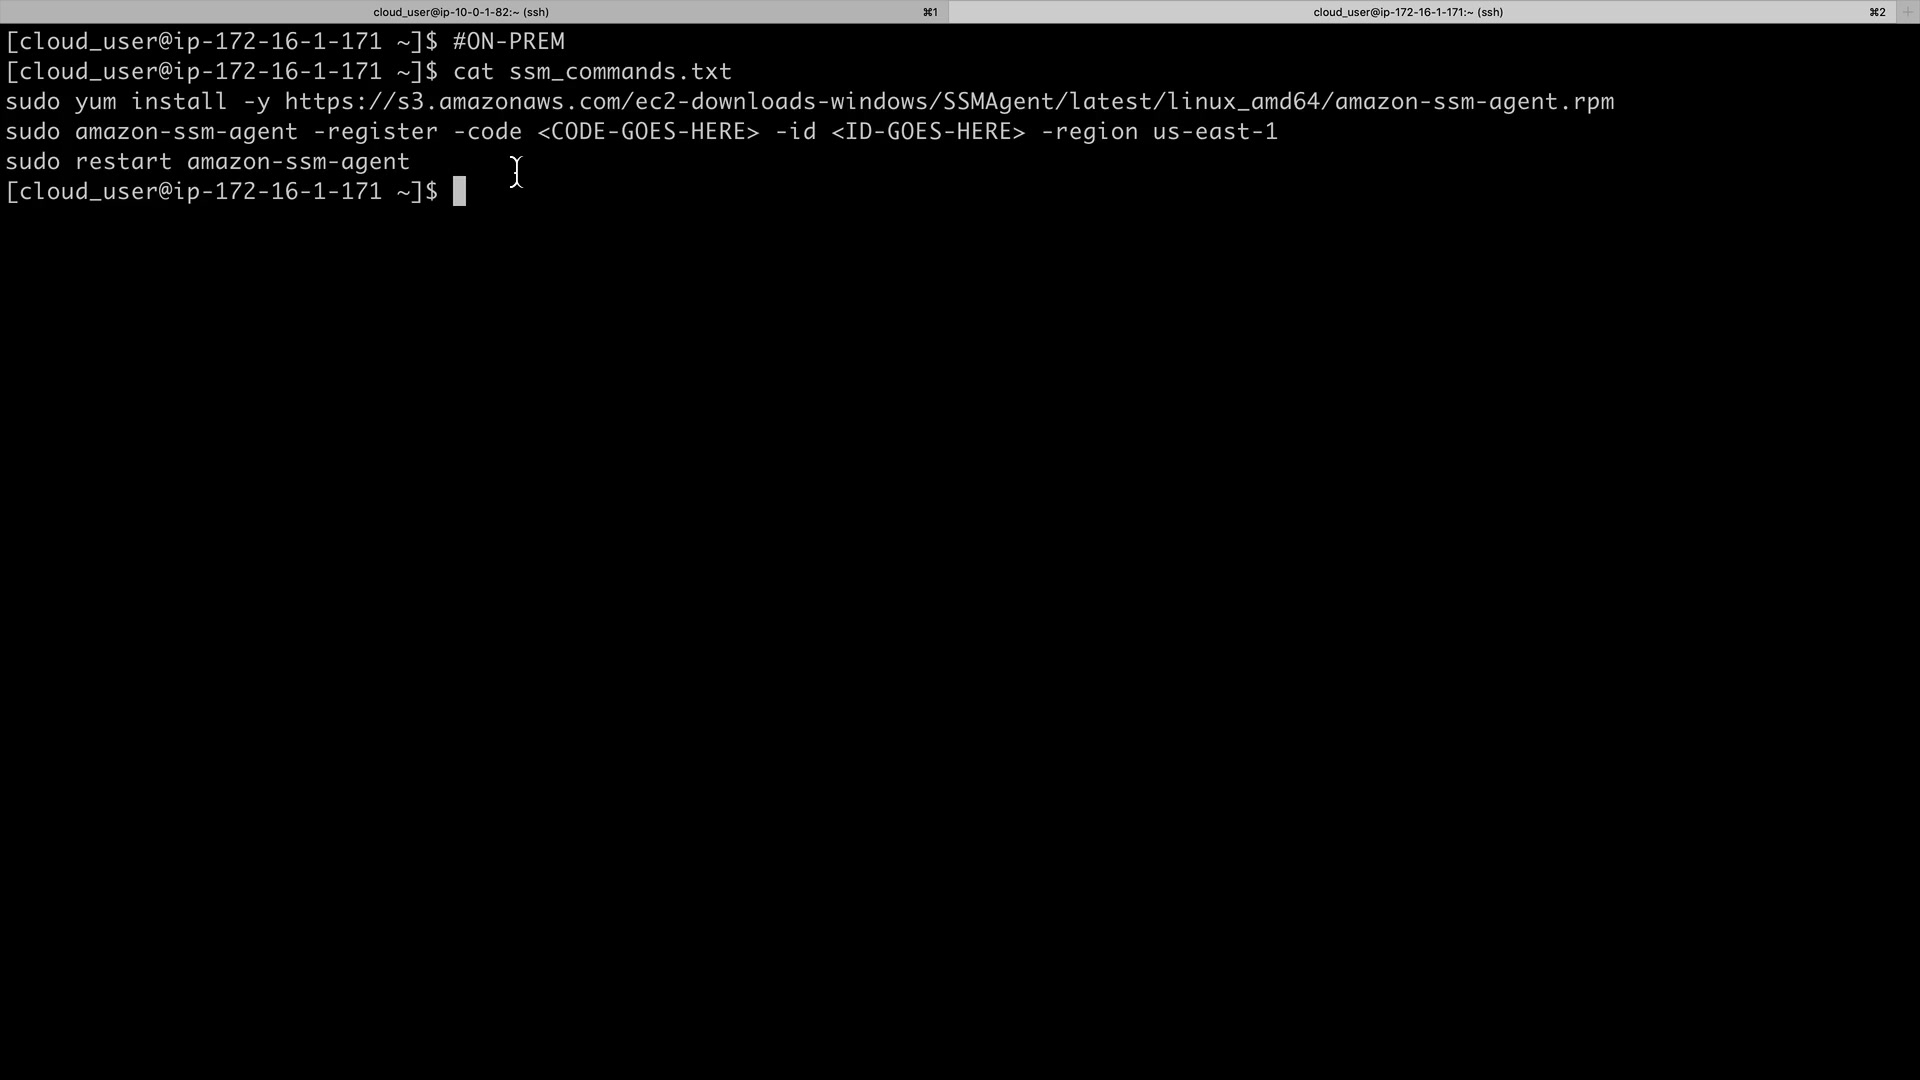 cloud_user@ip-10-0-1-82:~ (ssh) ⌘1 cloud_user@ip-172-16-1-171:~ (ssh) ⌘2 +
[cloud_user@ip-172-16-1-171 ~]$ #ON-PREM
[cloud_user@ip-172-16-1-171 ~]$ cat ssm_commands.txt
sudo yum install -y https://s3.amazonaws.com/ec2-downloads-windows/SSMAgent/latest/linux_amd64/amazon-ssm-agent.rpm
sudo amazon-ssm-agent -register -code <CODE-GOES-HERE> -id <ID-GOES-HERE> -region us-east-1
sudo restart amazon-ssm-agent
[cloud_user@ip-172-16-1-171 ~]$